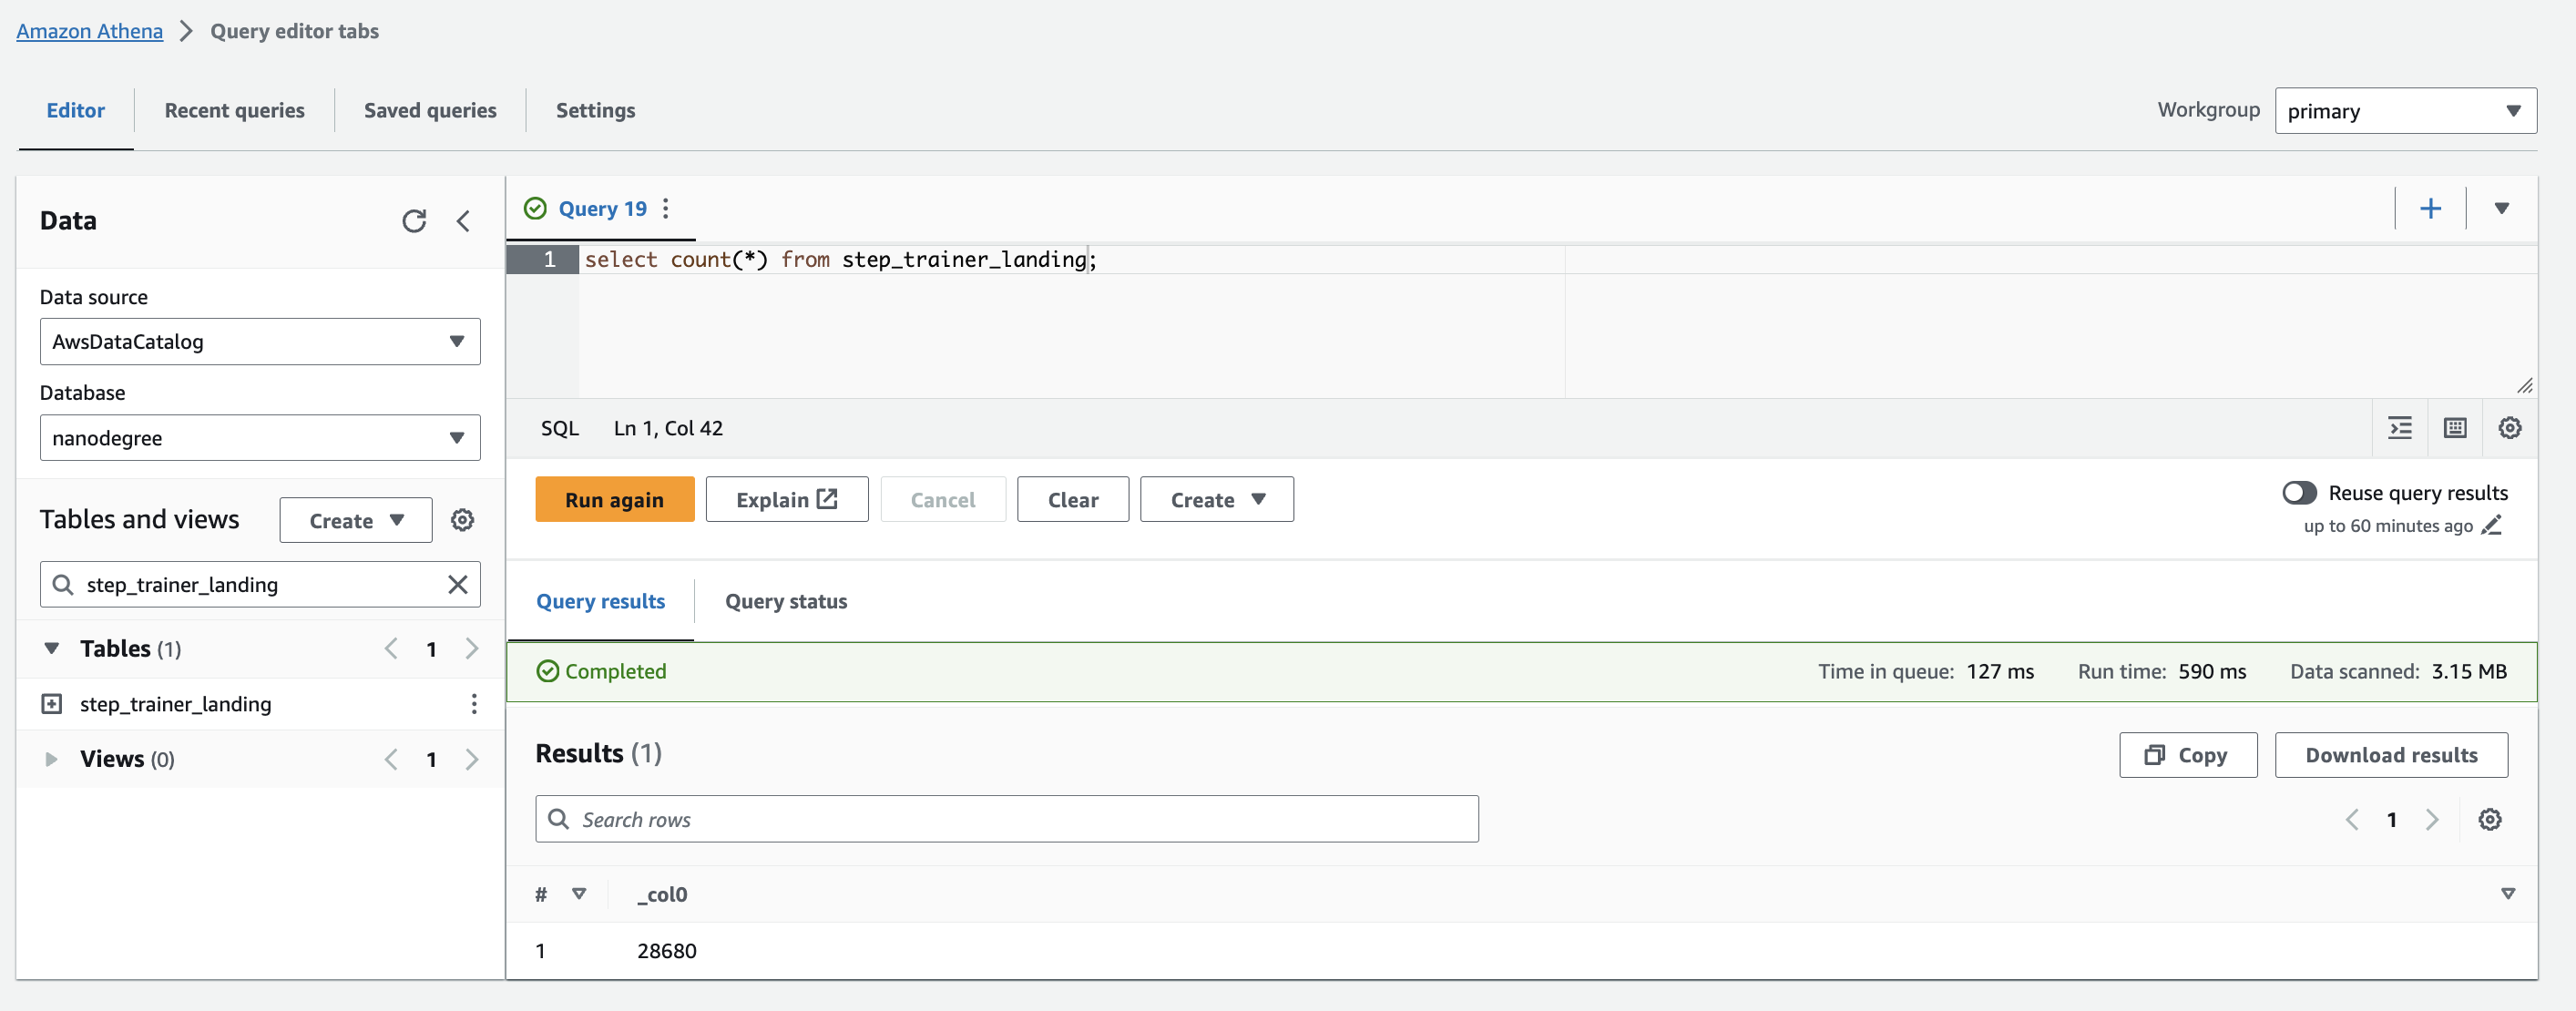 Amazon Athena > Query editor tabs
Editor Recent queries Saved queries Settings Workgroup primary
Data
Data source
AwsDataCatalog
Database
nanodegree
Tables and views Create
step_trainer_landing
Tables (1) < 1 >
step_trainer_landing
Views (0) < 1 >
Query 19
1 select count(*) from step_trainer_landing;
SQL Ln 1, Col 42
Run again Explain Cancel Clear Create Reuse query results
up to 60 minutes ago
Query results Query status
Completed Time in queue: 127 ms Run time: 590 ms Data scanned: 3.15 MB
Results (1) Copy Download results
Search rows < 1 >
# _col0
1 28680